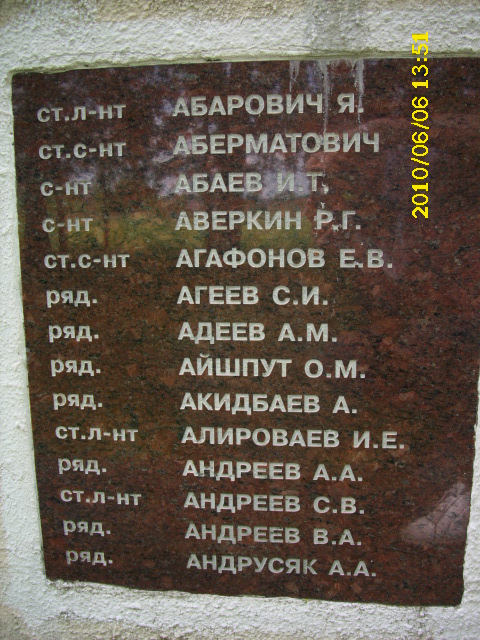 ст.л-нт АБАРОВИЧ Я.
ст.с-нт АБЕРМАТОВИЧ
с-нт АБАЕВ И.Т.
с-нт АВЕРКИН Р.Г.
ст.с-нт АГАФОНОВ Е.В.
ряд. АГЕЕВ С.И.
ряд. АДЕЕВ А.М.
ряд. АЙШПУТ О.М.
ряд. АКИДБАЕВ А.
ст.л-нт АЛИРОВАЕВ И.Е.
ряд. АНДРЕЕВ А.А.
ст.л-нт АНДРЕЕВ С.В.
ряд. АНДРЕЕВ В.А.
ряд. АНДРУСЯК А.А.
2010/06/06 13:51